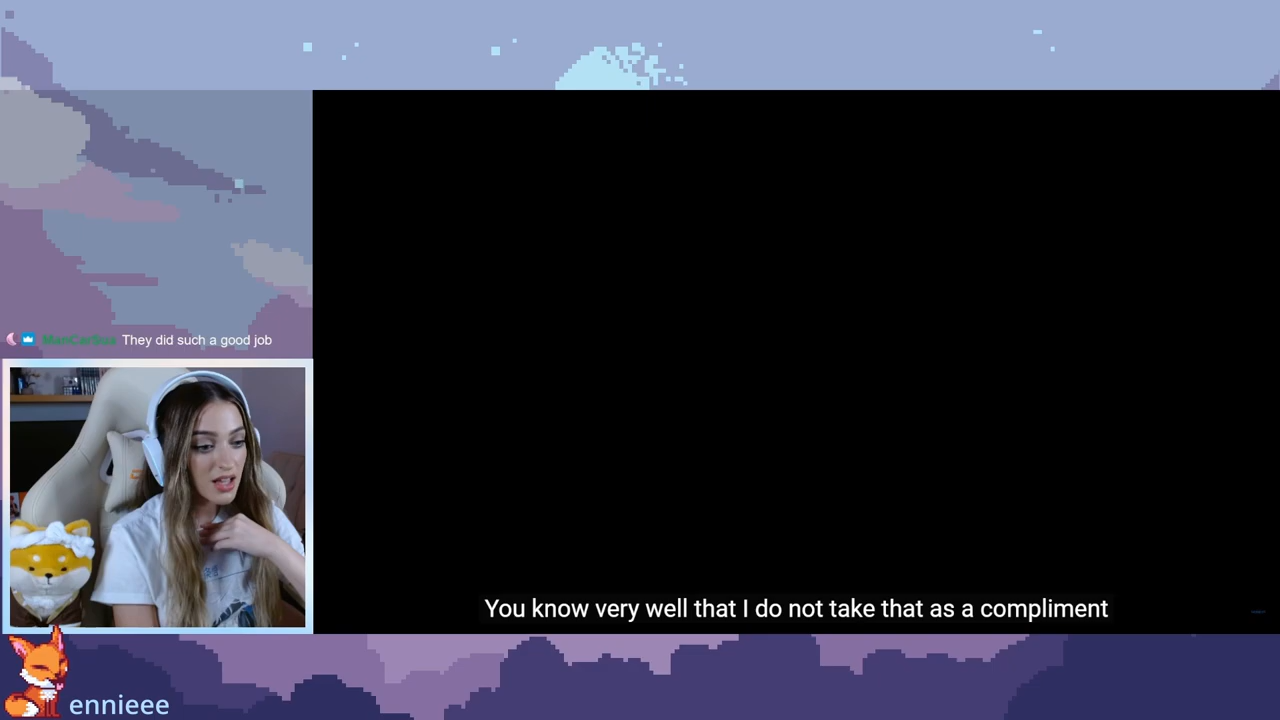 They did such a good job
You know very well that I do not take that as a compliment
ennieee